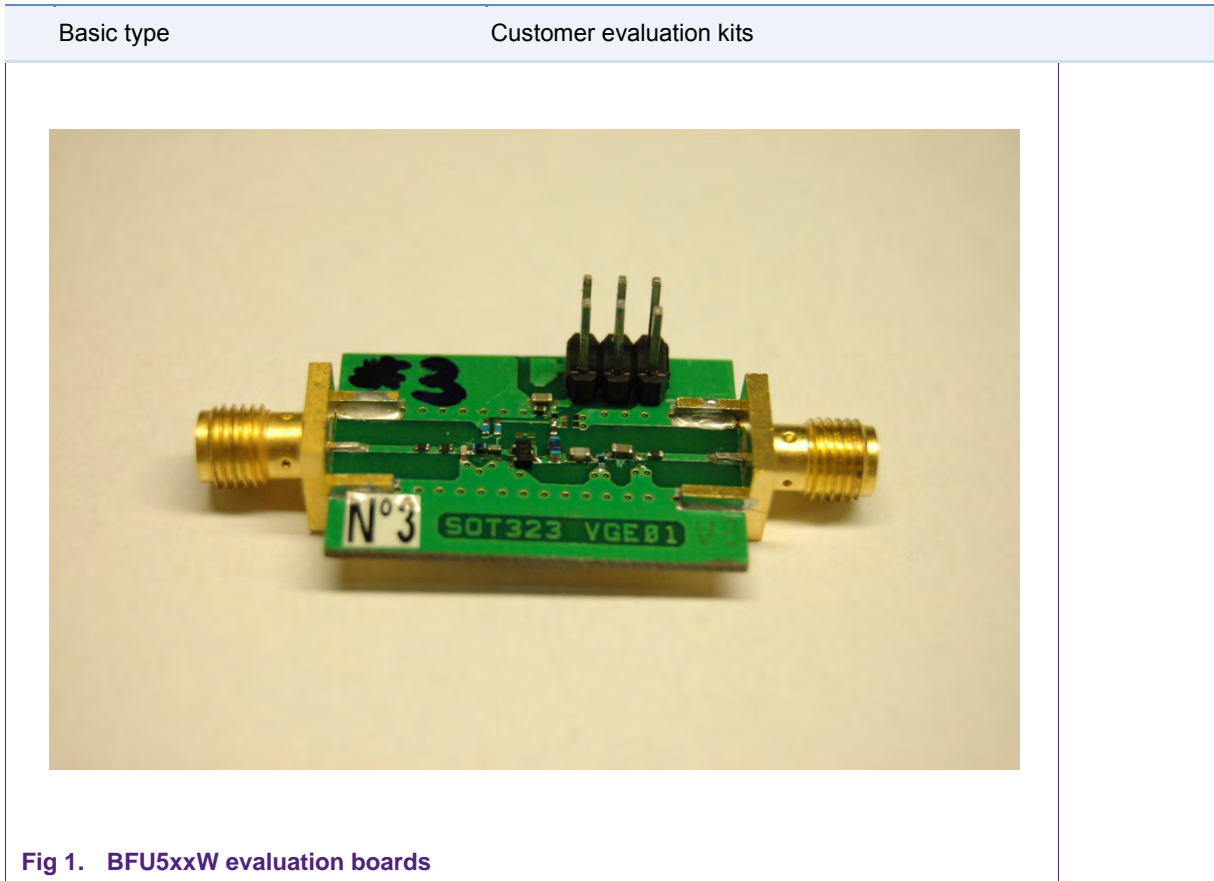 Basic type Customer evaluation kits
#3
N°3 SOT323 VGE01
Fig 1. BFU5xxW evaluation boards